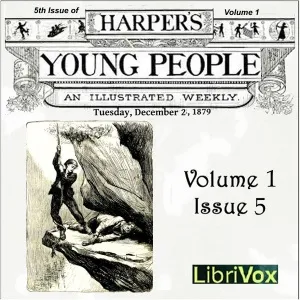 5th Issue of
Volume 1
HARPER'S
YOUNG PEOPLE
AN ILLUSTRATED WEEKLY.
Tuesday, December 2, 1879
Volume 1
Issue 5
LibriVox